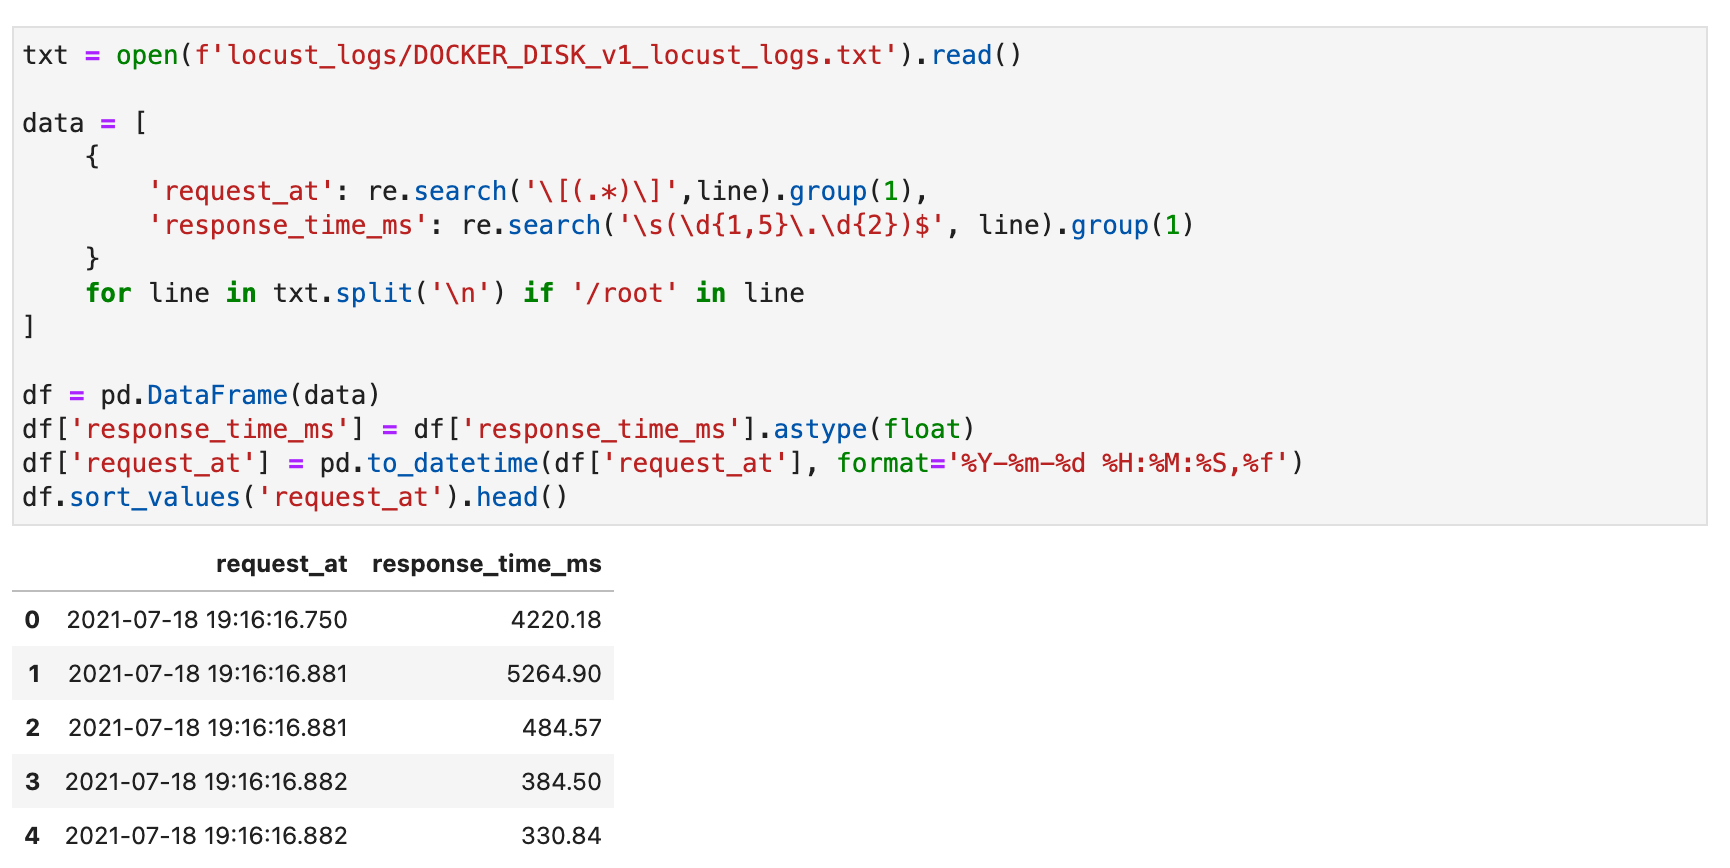 txt = open(f'locust_logs/DOCKER_DISK_v1_locust_logs.txt').read()

data = [
    {
        'request_at': re.search('\[(.*)\]',line).group(1),
        'response_time_ms': re.search('\s(\d{1,5}\.\d{2})$', line).group(1)
    }
    for line in txt.split('\n') if '/root' in line
]

df = pd.DataFrame(data)
df['response_time_ms'] = df['response_time_ms'].astype(float)
df['request_at'] = pd.to_datetime(df['request_at'], format='%Y-%m-%d %H:%M:%S,%f')
df.sort_values('request_at').head()

request_at response_time_ms
0 2021-07-18 19:16:16.750 4220.18
1 2021-07-18 19:16:16.881 5264.90
2 2021-07-18 19:16:16.881 484.57
3 2021-07-18 19:16:16.882 384.50
4 2021-07-18 19:16:16.882 330.84